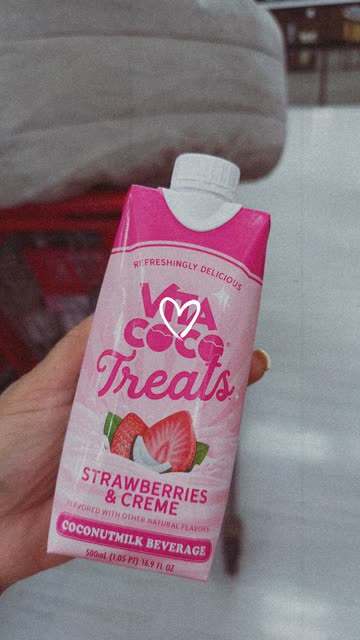 REFRESHINGLY DELICIOUS
VITA
COCO®
Treats
STRAWBERRIES
& CREME
FLAVORED WITH OTHER NATURAL FLAVORS
COCONUTMILK BEVERAGE
500ml (1.05 PT) 16.9 FL OZ